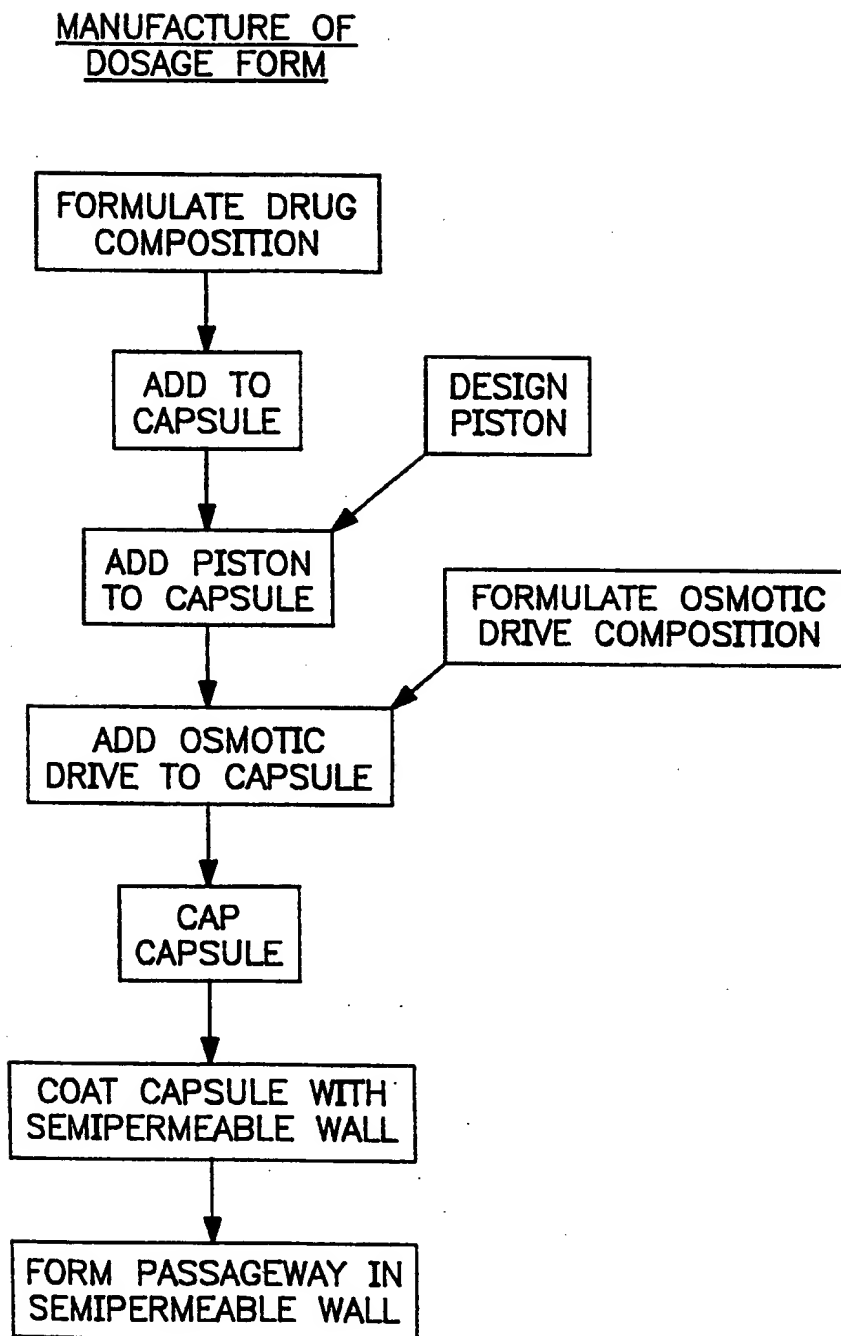 MANUFACTURE OF
DOSAGE FORM
FORMULATE DRUG
COMPOSITION
ADD TO
CAPSULE
DESIGN
PISTON
ADD PISTON
TO CAPSULE
FORMULATE OSMOTIC
DRIVE COMPOSITION
ADD OSMOTIC
DRIVE TO CAPSULE
CAP
CAPSULE
COAT CAPSULE WITH
SEMIPERMEABLE WALL
FORM PASSAGEWAY IN
SEMIPERMEABLE WALL